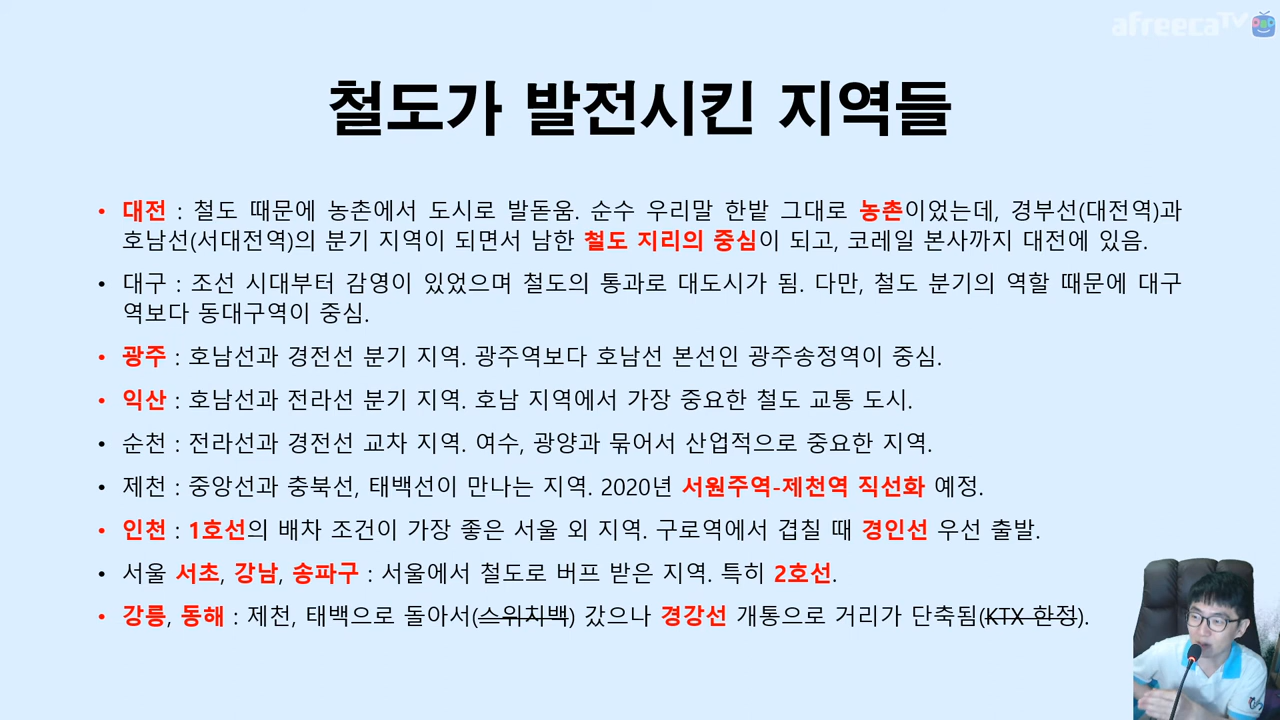 afreecaTV
철도가 발전시킨 지역들
• 대전 : 철도 때문에 농촌에서 도시로 발돋움. 순수 우리말 한밭 그대로 농촌이었는데, 경부선(대전역)과
호남선(서대전역)의 분기 지역이 되면서 남한 철도 지리의 중심이 되고, 코레일 본사까지 대전에 있음.
• 대구 : 조선 시대부터 감영이 있었으며 철도의 통과로 대도시가 됨. 다만, 철도 분기의 역할 때문에 대구
역보다 동대구역이 중심.
• 광주 : 호남선과 경전선 분기 지역. 광주역보다 호남선 본선인 광주송정역이 중심.
• 익산 : 호남선과 전라선 분기 지역. 호남 지역에서 가장 중요한 철도 교통 도시.
• 순천 : 전라선과 경전선 교차 지역. 여수, 광양과 묶어서 산업적으로 중요한 지역.
• 제천 : 중앙선과 충북선, 태백선이 만나는 지역. 2020년 서원주역-제천역 직선화 예정.
• 인천 : 1호선의 배차 조건이 가장 좋은 서울 외 지역. 구로역에서 겹칠 때 경인선 우선 출발.
• 서울 서초, 강남, 송파구 : 서울에서 철도로 버프 받은 지역. 특히 2호선.
• 강릉, 동해 : 제천, 태백으로 돌아서(스위치백) 갔으나 경강선 개통으로 거리가 단축됨(KTX 한정).